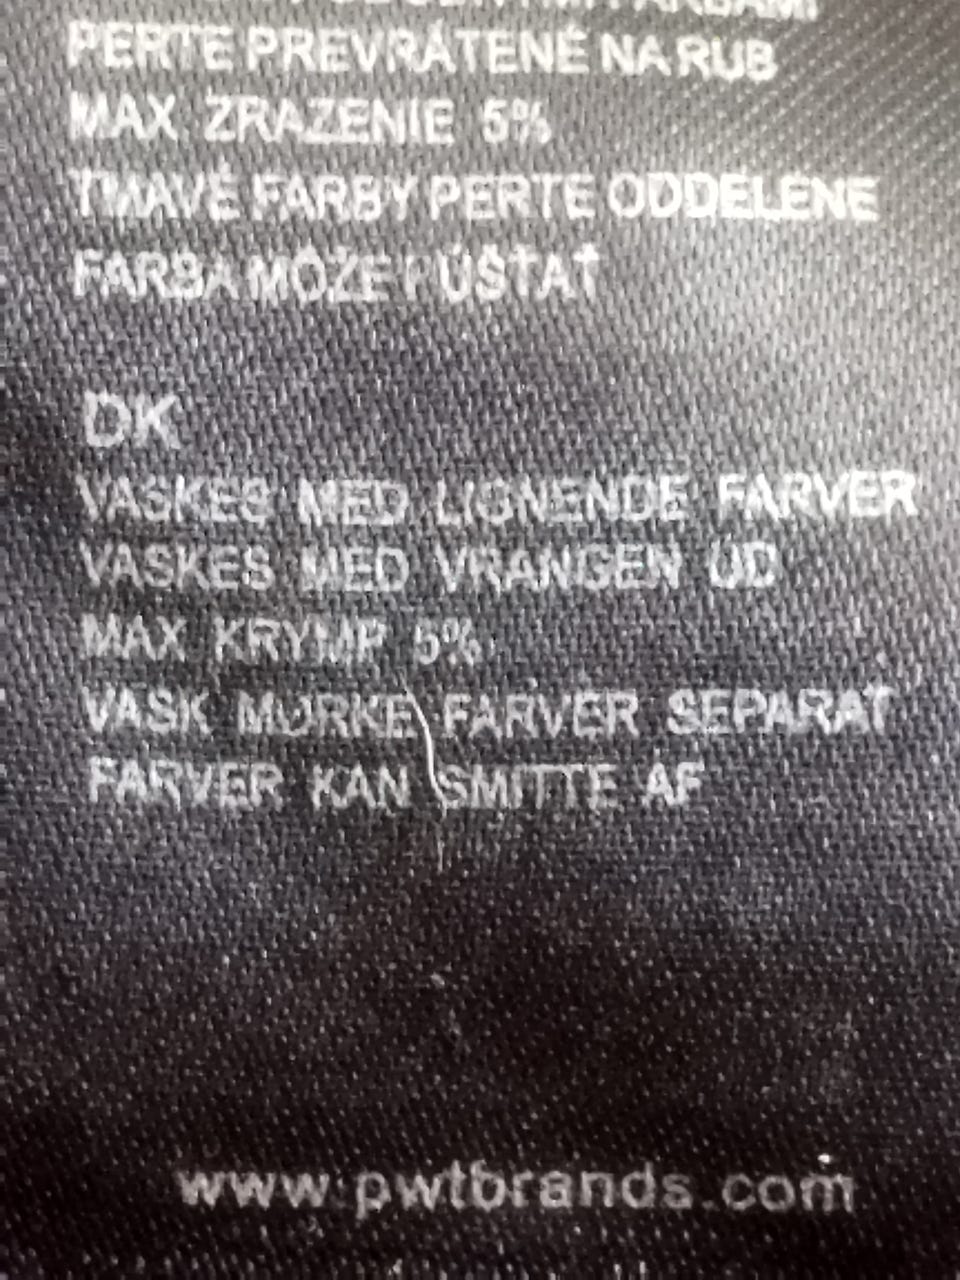 FARBAMI
PERTE PREVRÁTENÉ NA RUB
MAX ZRAZENIE 5%
TMAVÉ FARBY PERTE ODDELENE
FARBA MÔŽE PÚŠŤAŤ
DK
VASKES MED LIGNENDE FARVER
VASKES MED VRANGEN UD
MAX KRYMP 5%
VASK MØRKE FARVER SEPARAT
FARVER KAN SMITTE AF
www.pwtbrands.com